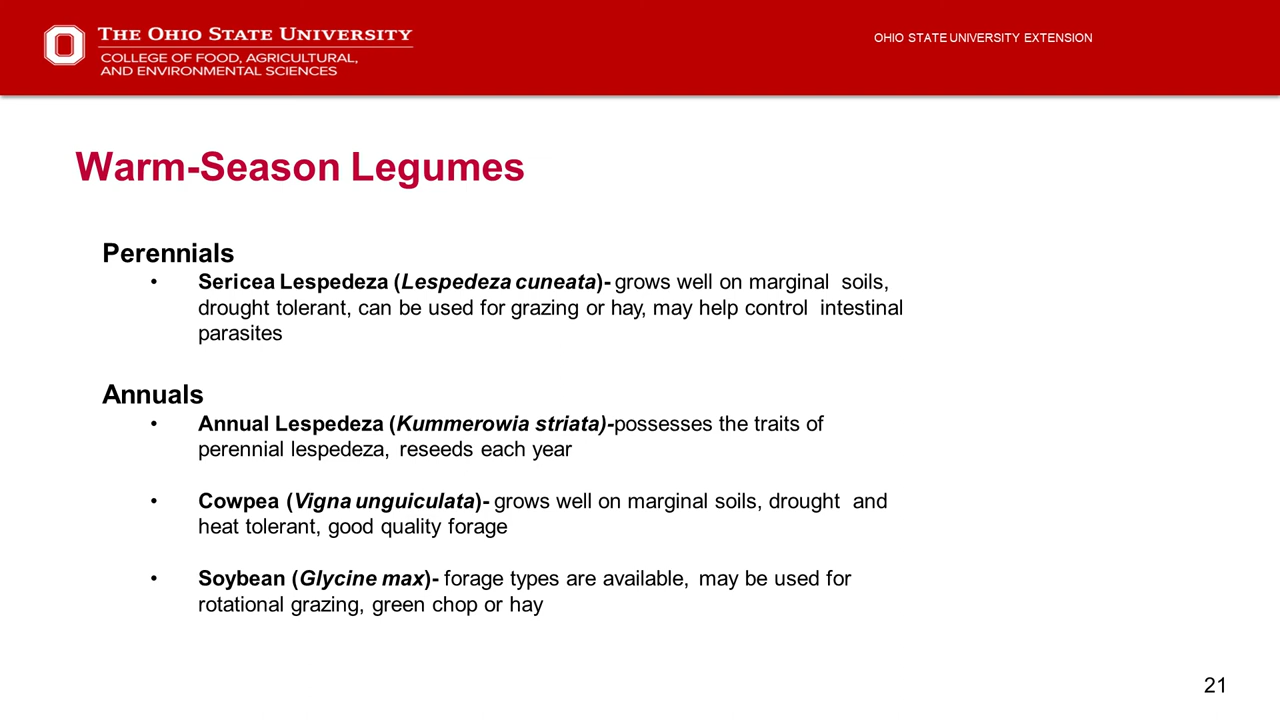 THE OHIO STATE UNIVERSITY
COLLEGE OF FOOD, AGRICULTURAL,
AND ENVIRONMENTAL SCIENCES
OHIO STATE UNIVERSITY EXTENSION
Warm-Season Legumes
Perennials
• Sericea Lespedeza (Lespedeza cuneata)- grows well on marginal soils,
drought tolerant, can be used for grazing or hay, may help control intestinal
parasites
Annuals
• Annual Lespedeza (Kummerowia striata)-possesses the traits of
perennial lespedeza, reseeds each year
• Cowpea (Vigna unguiculata)- grows well on marginal soils, drought and
heat tolerant, good quality forage
• Soybean (Glycine max)- forage types are available, may be used for
rotational grazing, green chop or hay
21